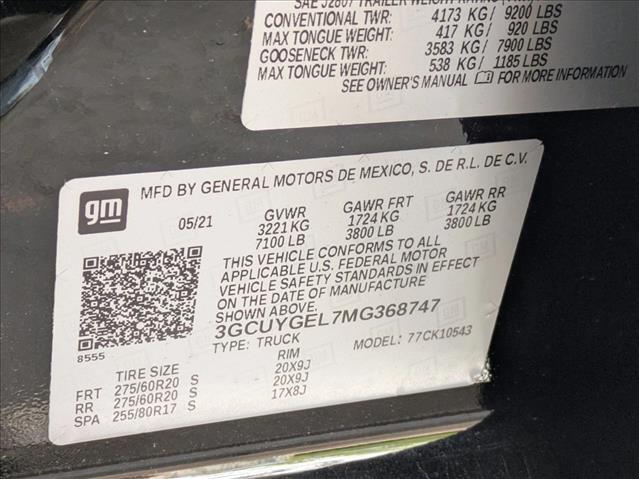 SAE J2807 TRAILER WEIGHT
CONVENTIONAL TWR: 4173 KG / 9200 LBS
MAX TONGUE WEIGHT: 417 KG / 920 LBS
GOOSENECK TWR: 3583 KG / 7900 LBS
MAX TONGUE WEIGHT: 538 KG / 1185 LBS
SEE OWNER'S MANUAL FOR MORE INFORMATION
gm
MFD BY GENERAL MOTORS DE MEXICO, S. DE R.L. DE C.V.
05/21 GVWR GAWR FRT GAWR RR
3221 KG 1724 KG 1724 KG
7100 LB 3800 LB 3800 LB
THIS VEHICLE CONFORMS TO ALL
APPLICABLE U.S. FEDERAL MOTOR
VEHICLE SAFETY STANDARDS IN EFFECT
ON THE DATE OF MANUFACTURE
SHOWN ABOVE.
3GCUYGEL7MG368747
8555
TYPE: TRUCK MODEL: 77CK10543
TIRE SIZE RIM
FRT 275/60R20 S 20X9J
RR 275/60R20 S 20X9J
SPA 255/80R17 S 17X8J